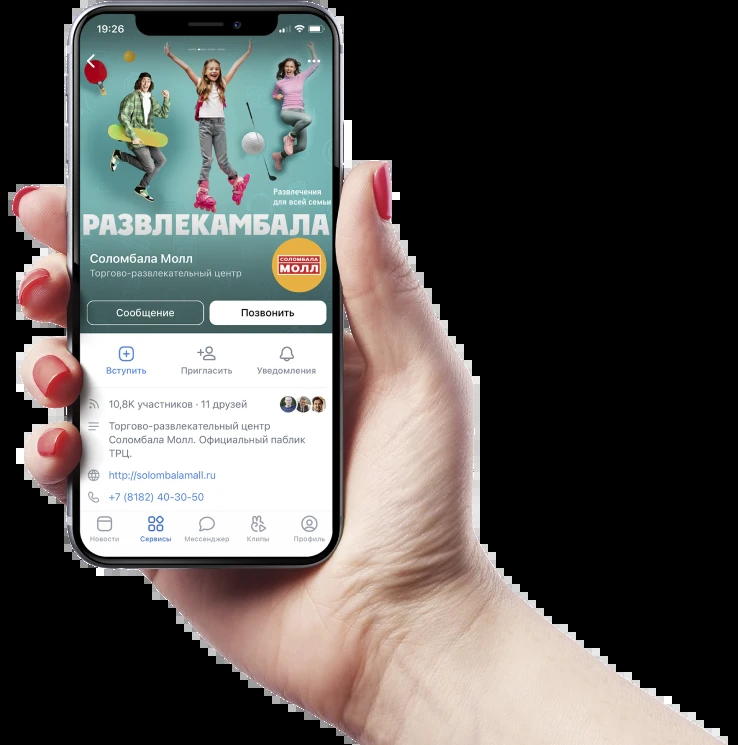 19:26
Развлечения
для всей семьи
РАЗВЛЕКАМБАЛА
Соломбала Молл
Торгово-развлекательный центр
СОЛОМБАЛА
МОЛЛ
Сообщение
Позвонить
Вступить
Пригласить
Уведомления
10,8K участников · 11 друзей
Торгово-развлекательный центр
Соломбала Молл. Официальный паблик
ТРЦ.
http://solombalamall.ru
+7 (8182) 40-30-50
Новости
Сервисы
Мессенджер
Клипы
Профиль